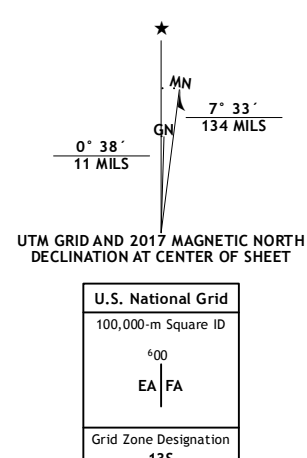 ★
MN
7° 33´
134 MILS
GN
0° 38´
11 MILS
UTM GRID AND 2017 MAGNETIC NORTH
DECLINATION AT CENTER OF SHEET
U.S. National Grid
100,000-m Square ID
⁶00
EA FA
Grid Zone Designation
13S